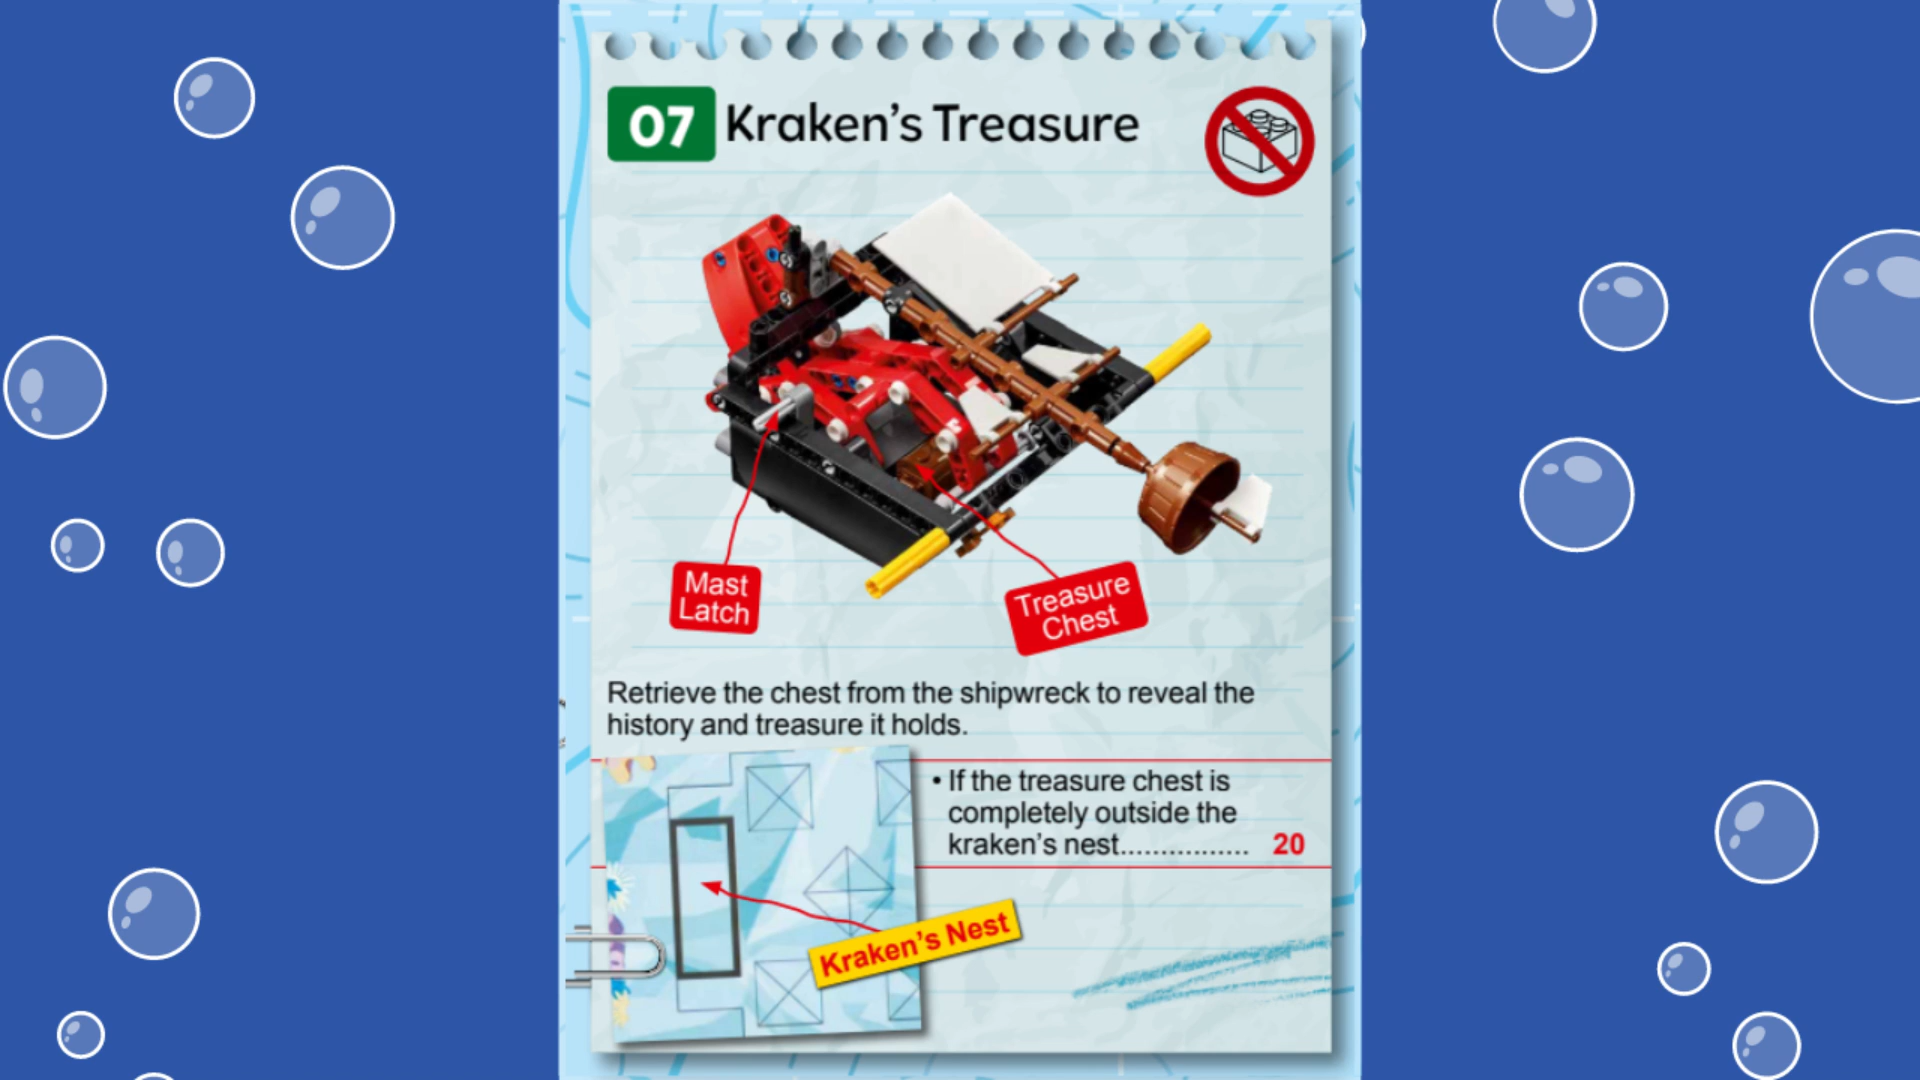 07 Kraken's Treasure
Mast
Latch
Treasure
Chest
Retrieve the chest from the shipwreck to reveal the
history and treasure it holds.
• If the treasure chest is
completely outside the
kraken's nest................ 20
Kraken's Nest